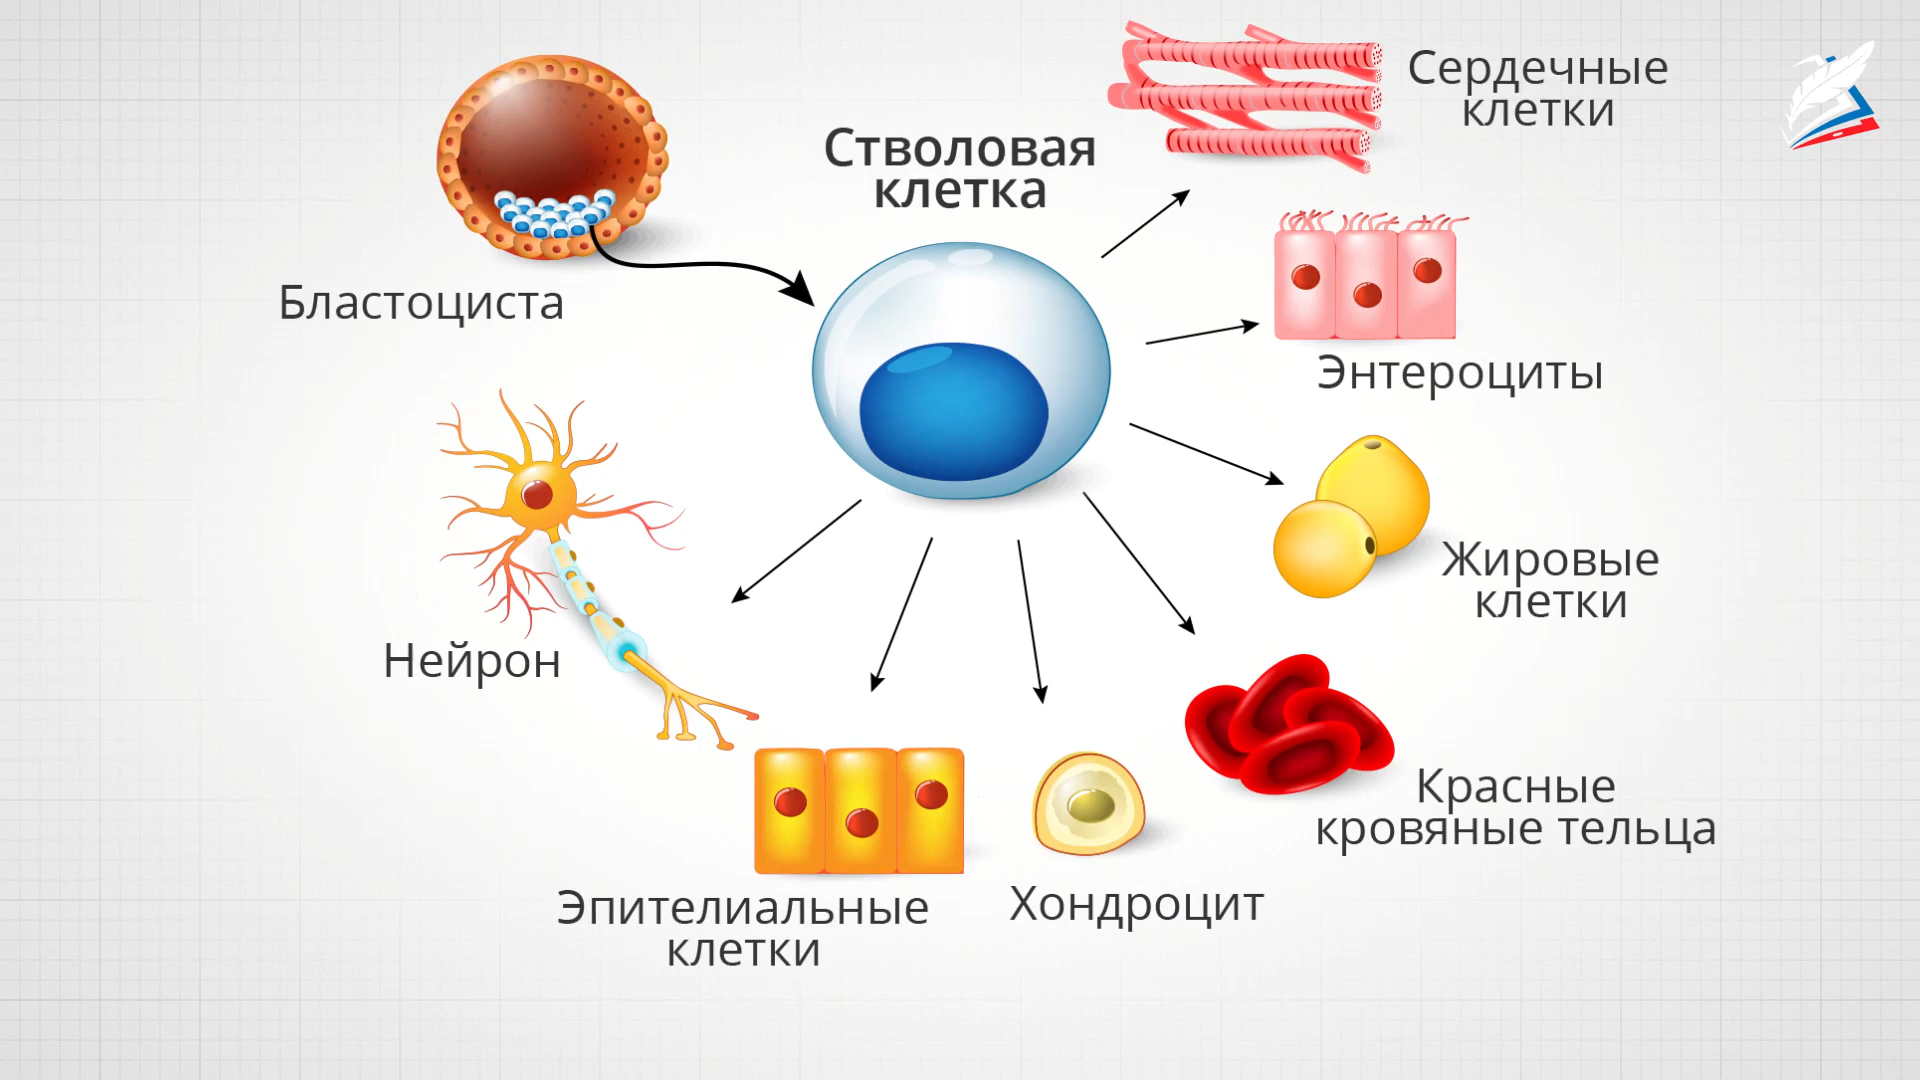 Сердечные
клетки
Стволовая
клетка
Бластоциста
Энтероциты
Жировые
клетки
Нейрон
Красные
кровяные тельца
Эпителиальные
клетки
Хондроцит